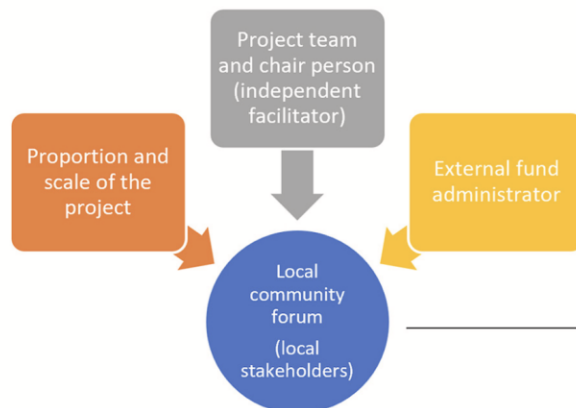 Project team
and chair person
(independent
facilitator)
Proportion and
scale of the
project
External fund
administrator
Local
community
forum
(local
stakeholders)